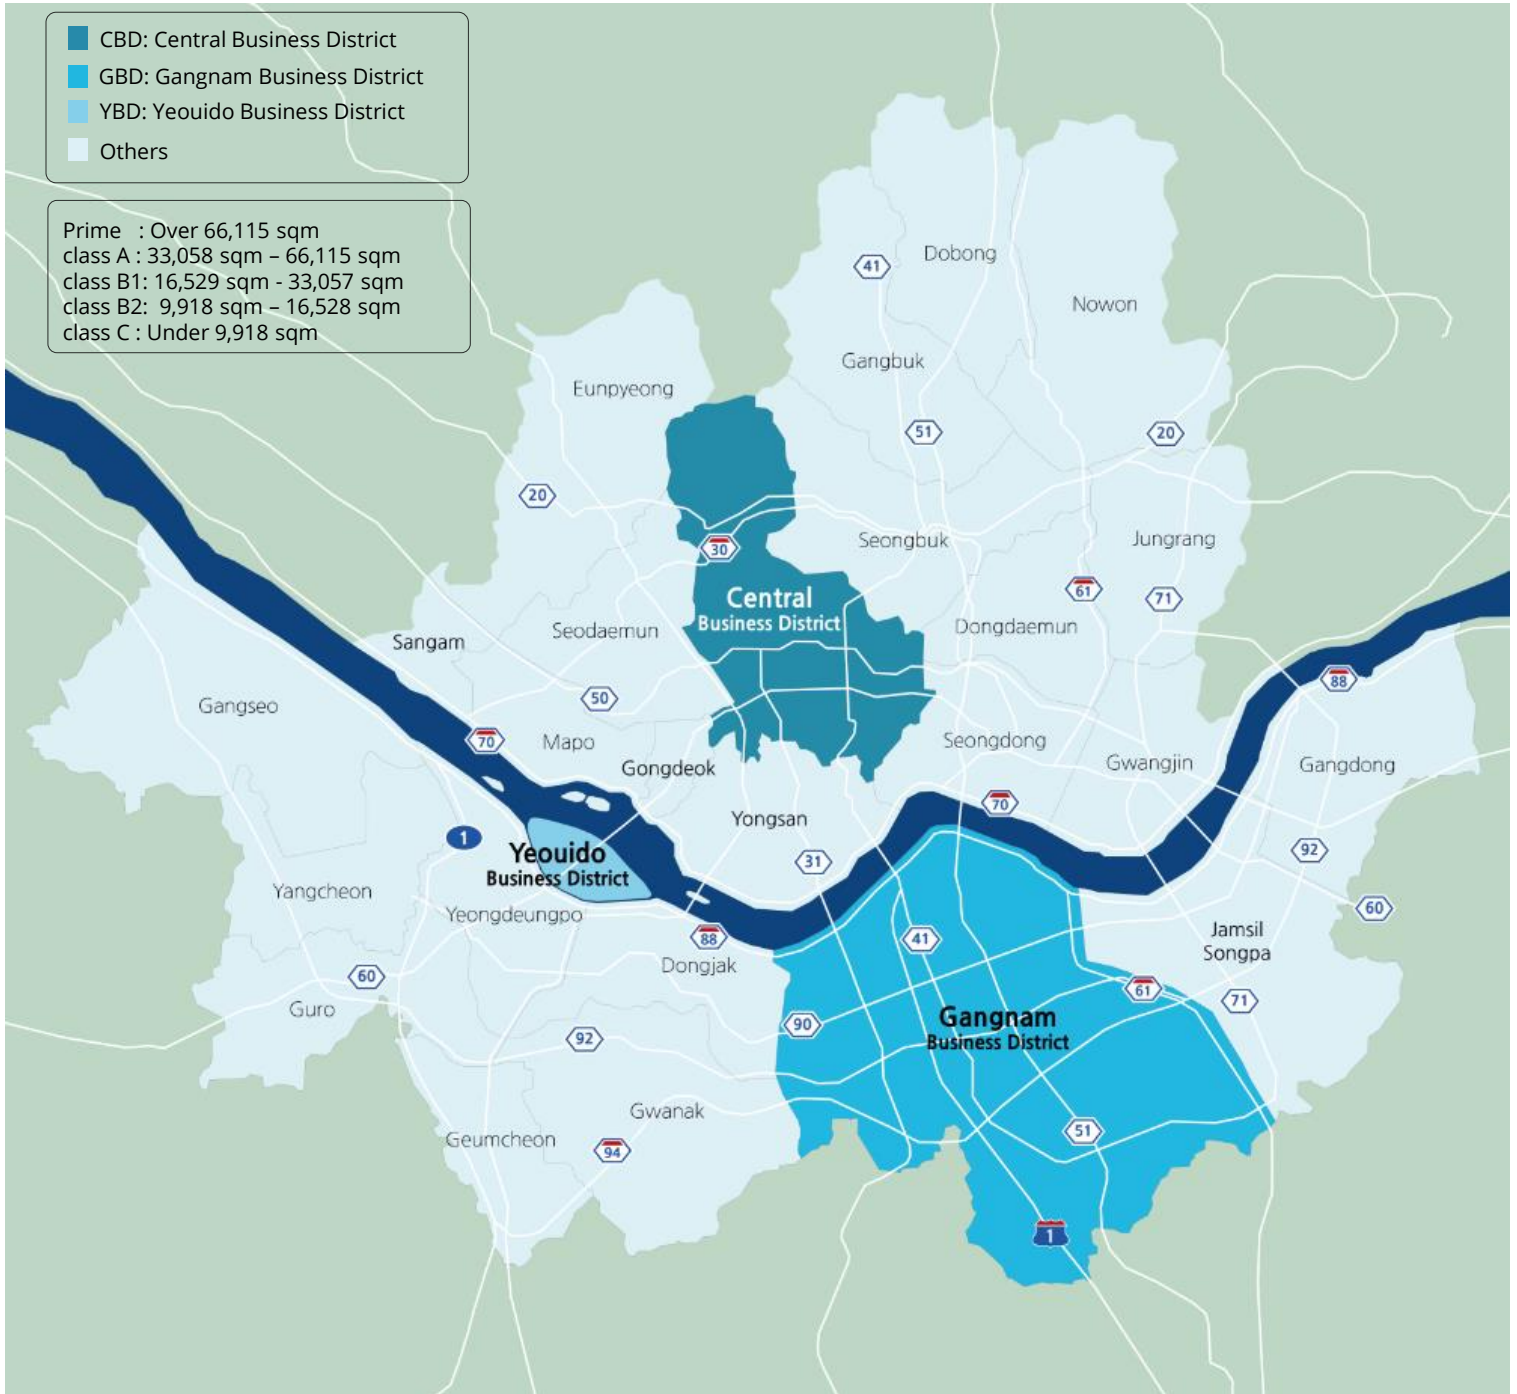 CBD: Central Business District
GBD: Gangnam Business District
YBD: Yeouido Business District
Others
Prime : Over 66,115 sqm
class A : 33,058 sqm – 66,115 sqm
class B1: 16,529 sqm - 33,057 sqm
class B2: 9,918 sqm – 16,528 sqm
class C : Under 9,918 sqm
Dobong
41
Nowon
Gangbuk
Eunpyeong
51
20
20
Seongbuk
Jungrang
30
61
71
Central
Business District
Seodaemun
Dongdaemun
Sangam
88
50
Gangseo
70
Mapo
Seongdong
Gongdeok
Gwangjin
Gangdong
70
Yongsan
1
31
92
Yeouido
Business District
Yangcheon
60
Yeongdeungpo
88
41
Jamsil
Songpa
Dongjak
60
61
71
Guro
90
Gangnam
Business District
92
Gwanak
51
Geumcheon
94
1